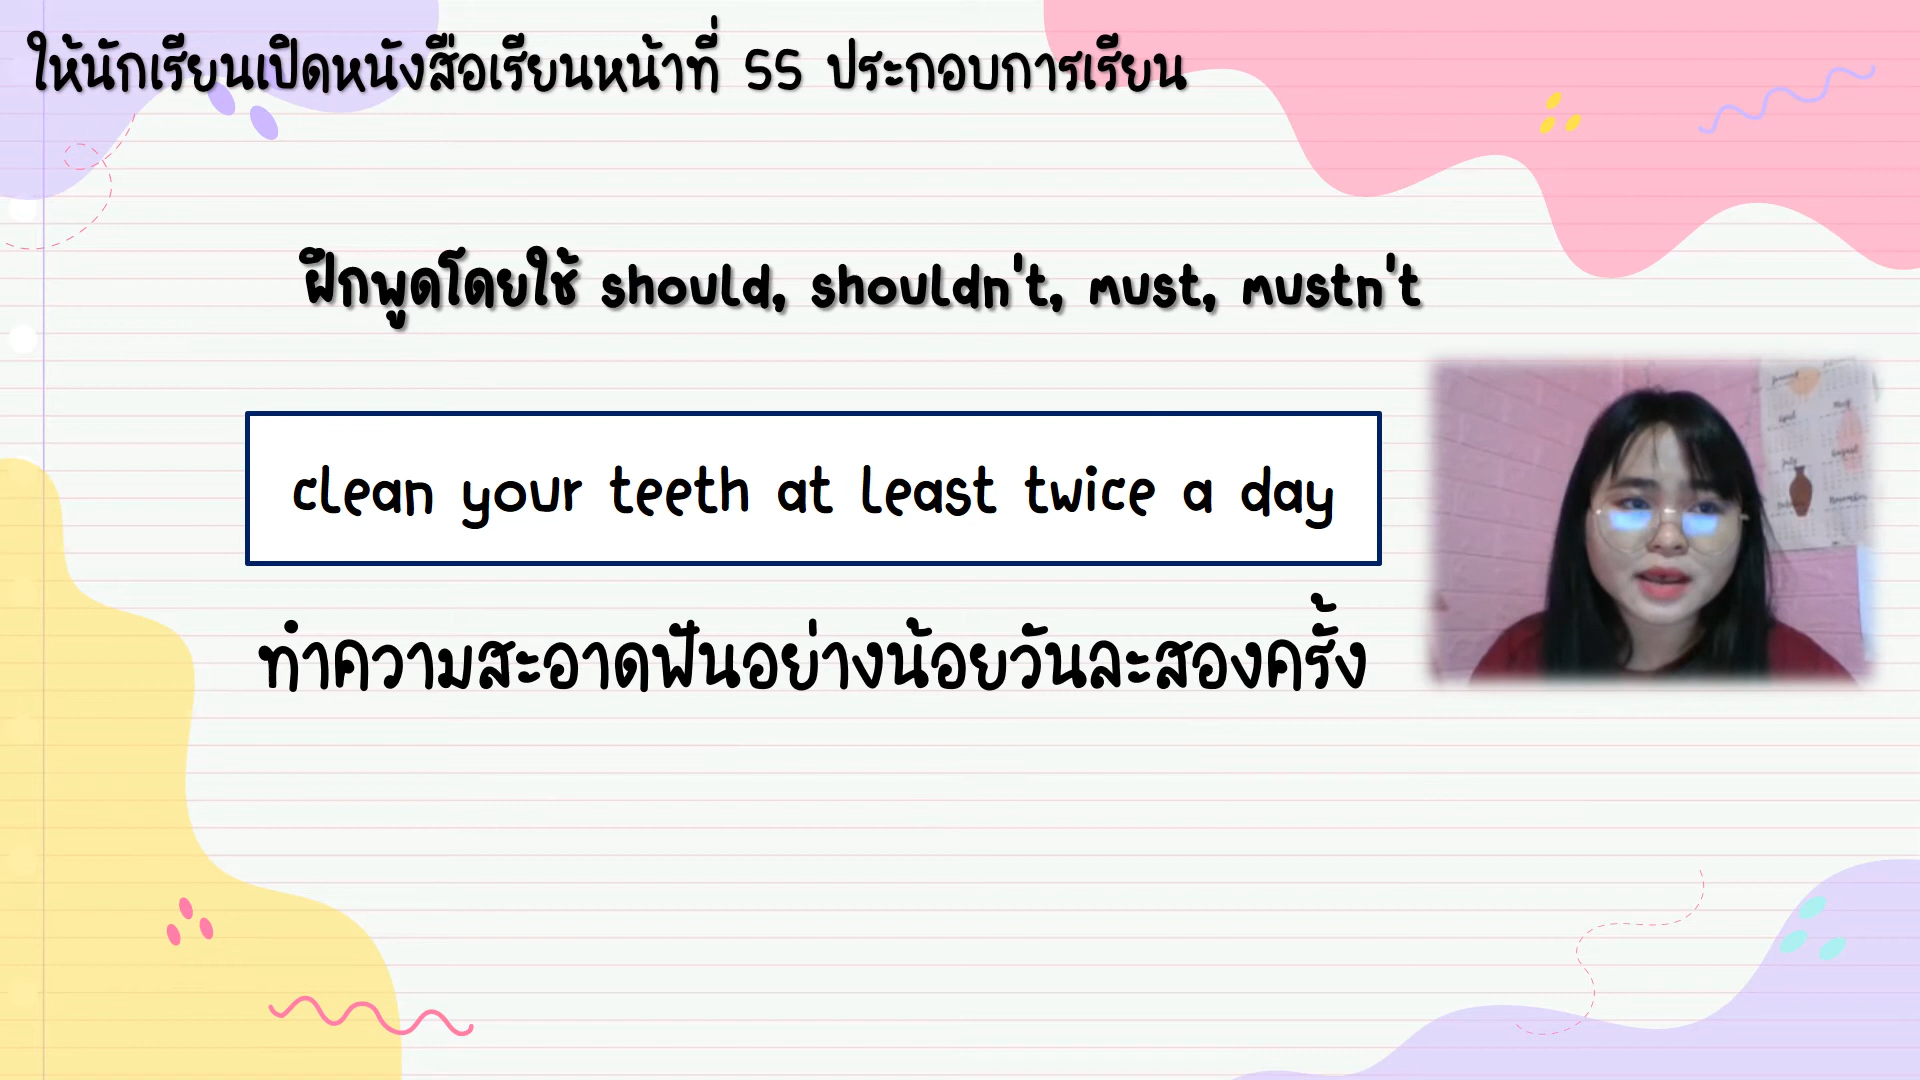 ให้นักเรียนเปิดหนังสือเรียนหน้าที่ 55 ประกอบการเรียน
ฝึกพูดโดยใช้ should, shouldn't, must, mustn't
clean your teeth at least twice a day
ทำความสะอาดฟันอย่างน้อยวันละสองครั้ง